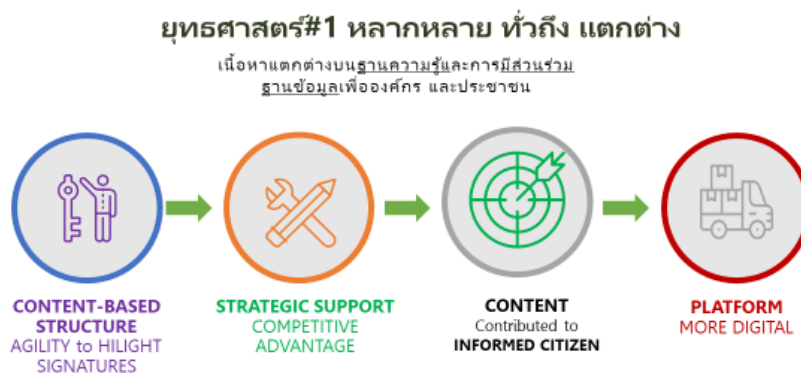 ยุทธศาสตร์#1 หลากหลาย ทั่วถึง แตกต่าง
เนื้อหาแตกต่างบนฐานความรู้และการมีส่วนร่วม
ฐานข้อมูลเพื่อองค์กร และประชาชน
CONTENT-BASED
STRUCTURE
AGILITY to HILIGHT
SIGNATURES
STRATEGIC SUPPORT
COMPETITIVE
ADVANTAGE
CONTENT
Contributed to
INFORMED CITIZEN
PLATFORM
MORE DIGITAL